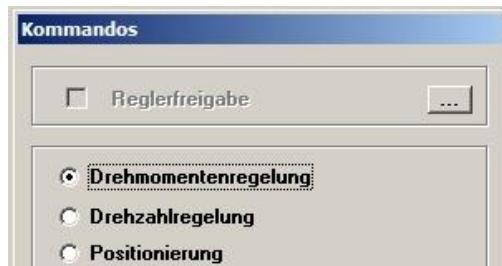 Kommandos
Reglerfreigabe
...
Drehmomentenregelung
Drehzahlregelung
Positionierung